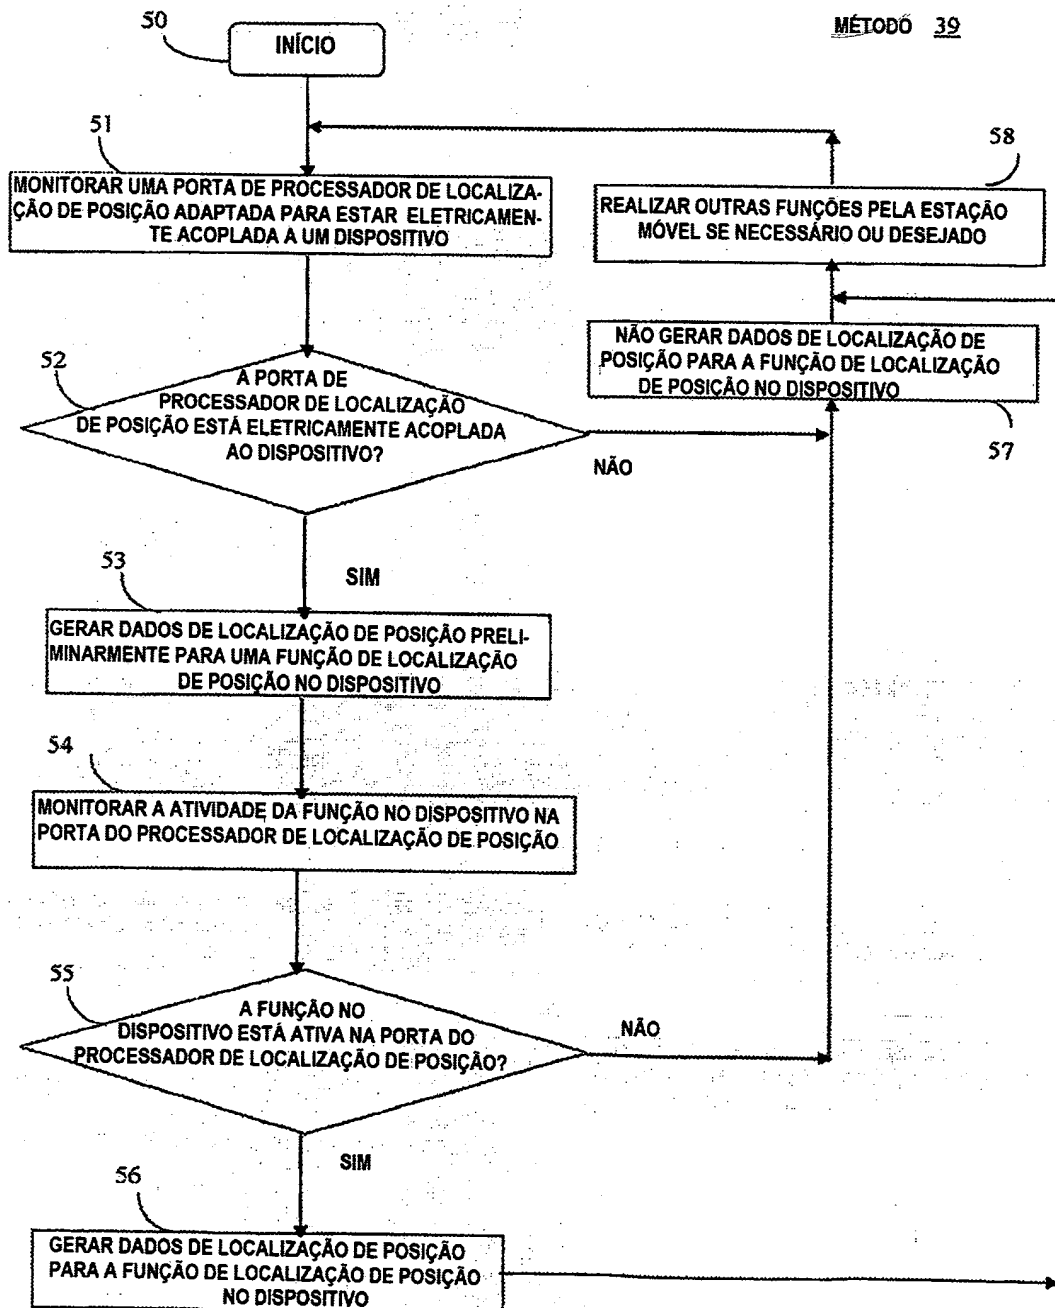 50
INÍCIO
MÉTODO 39
51
MONITORAR UMA PORTA DE PROCESSADOR DE LOCALIZA-
ÇÃO DE POSIÇÃO ADAPTADA PARA ESTAR ELETRICAMEN-
TE ACOPLADA A UM DISPOSITIVO
58
REALIZAR OUTRAS FUNÇÕES PELA ESTAÇÃO
MÓVEL SE NECESSÁRIO OU DESEJADO
NÃO GERAR DADOS DE LOCALIZAÇÃO DE
POSIÇÃO PARA A FUNÇÃO DE LOCALIZAÇÃO
DE POSIÇÃO NO DISPOSITIVO
57
52
A PORTA DE
PROCESSADOR DE LOCALIZAÇÃO
DE POSIÇÃO ESTÁ ELETRICAMENTE ACOPLADA
AO DISPOSITIVO?
NÃO
SIM
53
GERAR DADOS DE LOCALIZAÇÃO DE POSIÇÃO PRELI-
MINARMENTE PARA UMA FUNÇÃO DE LOCALIZAÇÃO
DE POSIÇÃO NO DISPOSITIVO
54
MONITORAR A ATIVIDADE DA FUNÇÃO NO DISPOSITIVO NA
PORTA DO PROCESSADOR DE LOCALIZAÇÃO DE POSIÇÃO
55
A FUNÇÃO NO
DISPOSITIVO ESTÁ ATIVA NA PORTA DO
PROCESSADOR DE LOCALIZAÇÃO DE POSIÇÃO?
NÃO
SIM
56
GERAR DADOS DE LOCALIZAÇÃO DE POSIÇÃO
PARA A FUNÇÃO DE LOCALIZAÇÃO DE POSIÇÃO
NO DISPOSITIVO